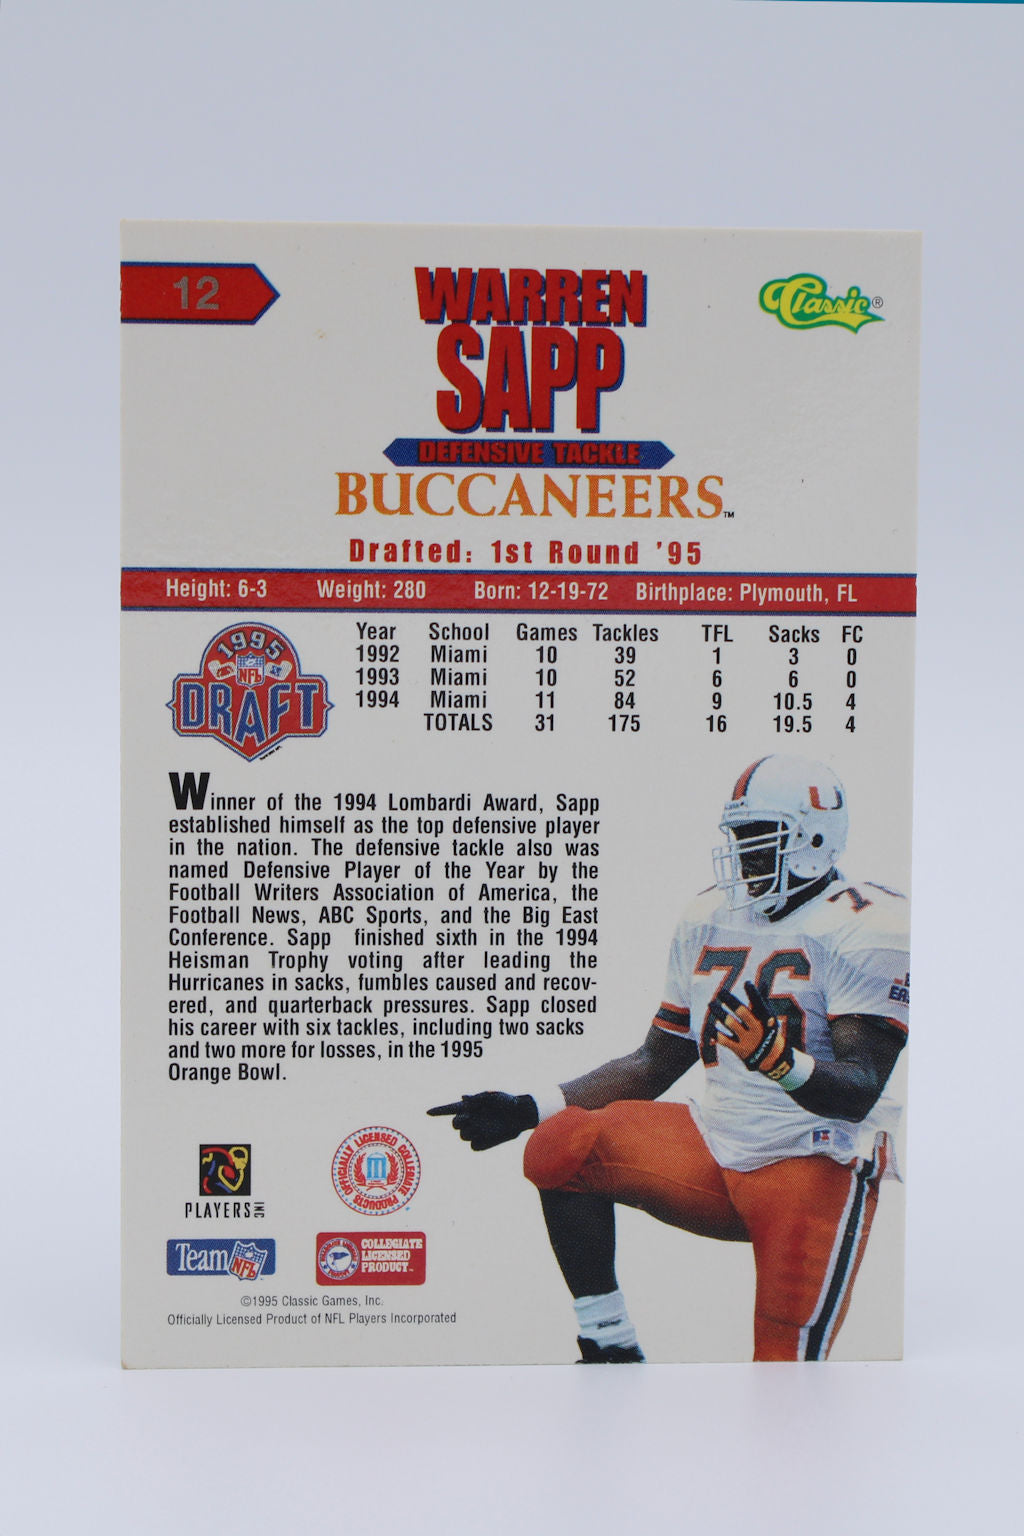 12
WARREN
SAPP
Classic®
DEFENSIVE TACKLE
BUCCANEERS™
Drafted: 1st Round '95
Height: 6-3 Weight: 280 Born: 12-19-72 Birthplace: Plymouth, FL
1995
NFL
DRAFT
Year School Games Tackles TFL Sacks FC
1992 Miami 10 39 1 3 0
1993 Miami 10 52 6 6 0
1994 Miami 11 84 9 10.5 4
TOTALS 31 175 16 19.5 4
Winner of the 1994 Lombardi Award, Sapp
established himself as the top defensive player
in the nation. The defensive tackle also was
named Defensive Player of the Year by the
Football Writers Association of America, the
Football News, ABC Sports, and the Big East
Conference. Sapp finished sixth in the 1994
Heisman Trophy voting after leading the
Hurricanes in sacks, fumbles caused and recov-
ered, and quarterback pressures. Sapp closed
his career with six tackles, including two sacks
and two more for losses, in the 1995
Orange Bowl.
U
76
76
PLAYERS INC
OFFICIALLY LICENSED COLLEGIATE PRODUCTS
Team NFL
COLLEGIATE
LICENSED
PRODUCT™
©1995 Classic Games, Inc.
Officially Licensed Product of NFL Players Incorporated